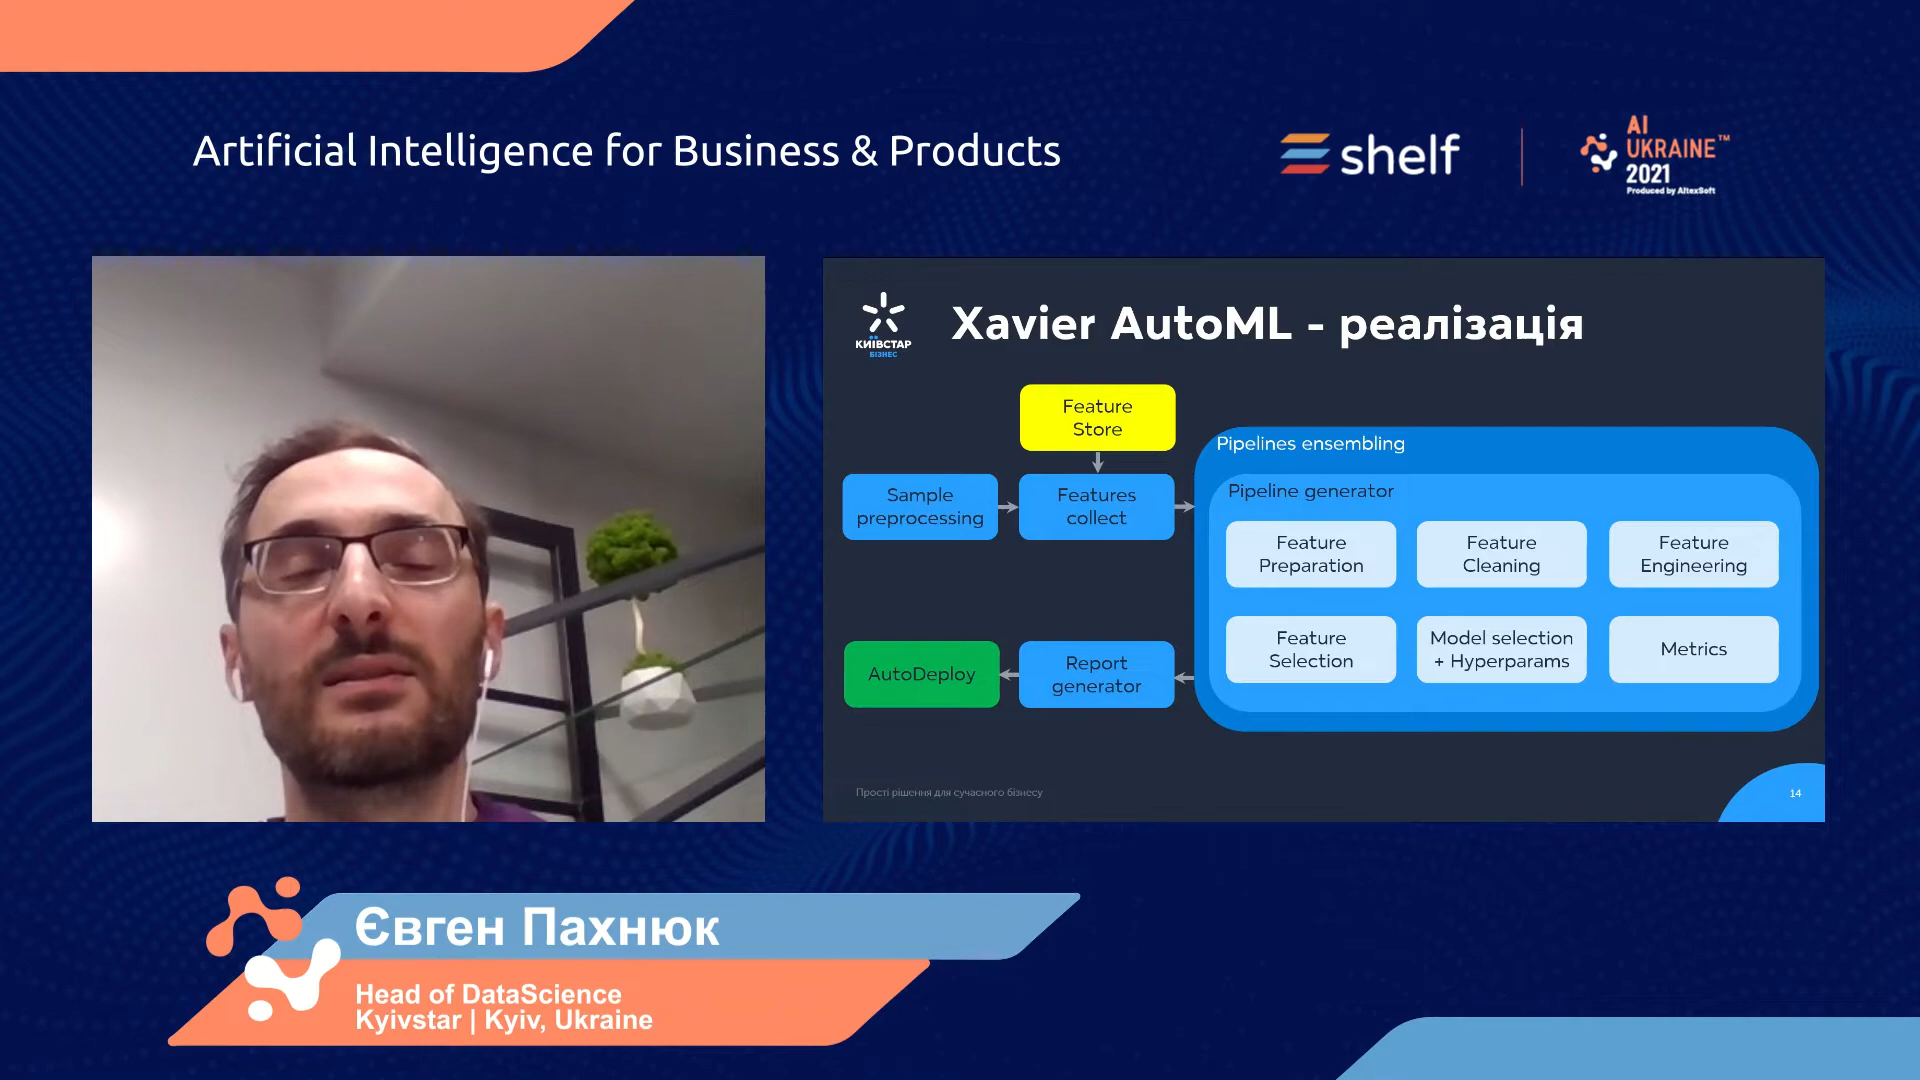 Artificial Intelligence for Business & Products
shelf
AI
UKRAINE™
2021
Produced by AltexSoft
КИЇВСТАР
БІЗНЕС
Xavier AutoML - реалізація
Feature
Store
Sample
preprocessing
Features
collect
Pipelines ensembling
Pipeline generator
Feature
Preparation
Feature
Cleaning
Feature
Engineering
Feature
Selection
Model selection
+ Hyperparams
Metrics
AutoDeploy
Report
generator
Прості рішення для сучасного бізнесу
14
Євген Пахнюк
Head of DataScience
Kyivstar | Kyiv, Ukraine